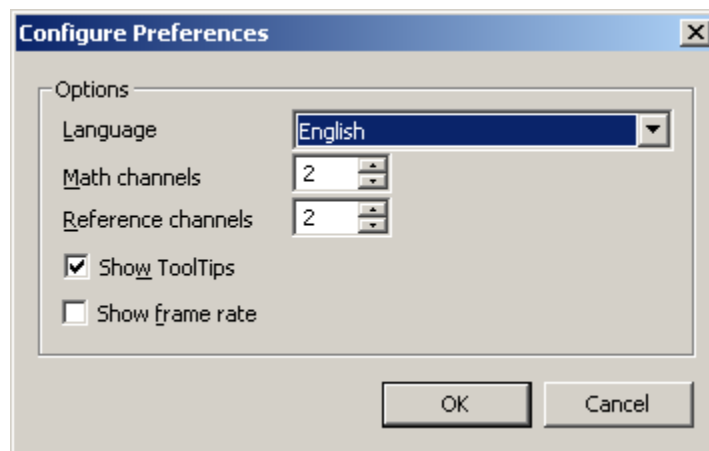 Configure Preferences
Options
Language English
Math channels 2
Reference channels 2
Show ToolTips
Show frame rate
OK Cancel